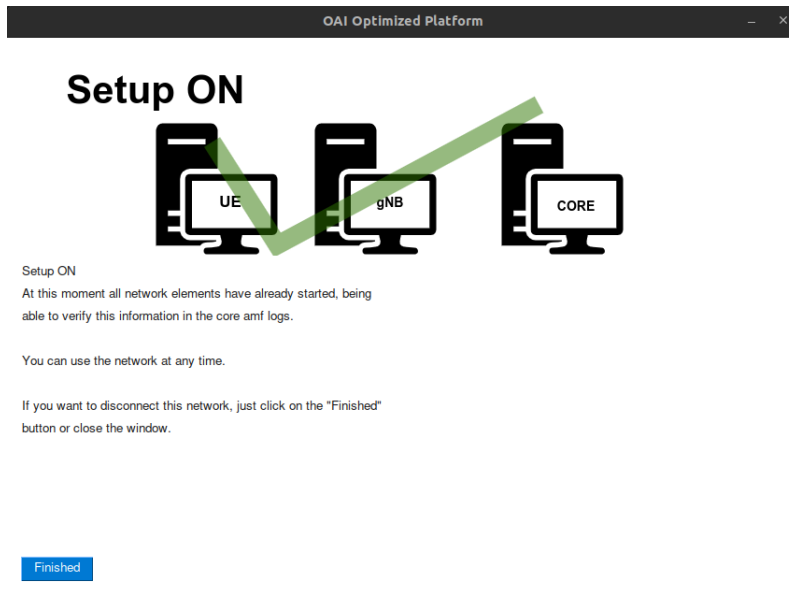 OAI Optimized Platform
Setup ON
UE
gNB
CORE
Setup ON
At this moment all network elements have already started, being
able to verify this information in the core amf logs.
You can use the network at any time.
If you want to disconnect this network, just click on the "Finished"
button or close the window.
Finished